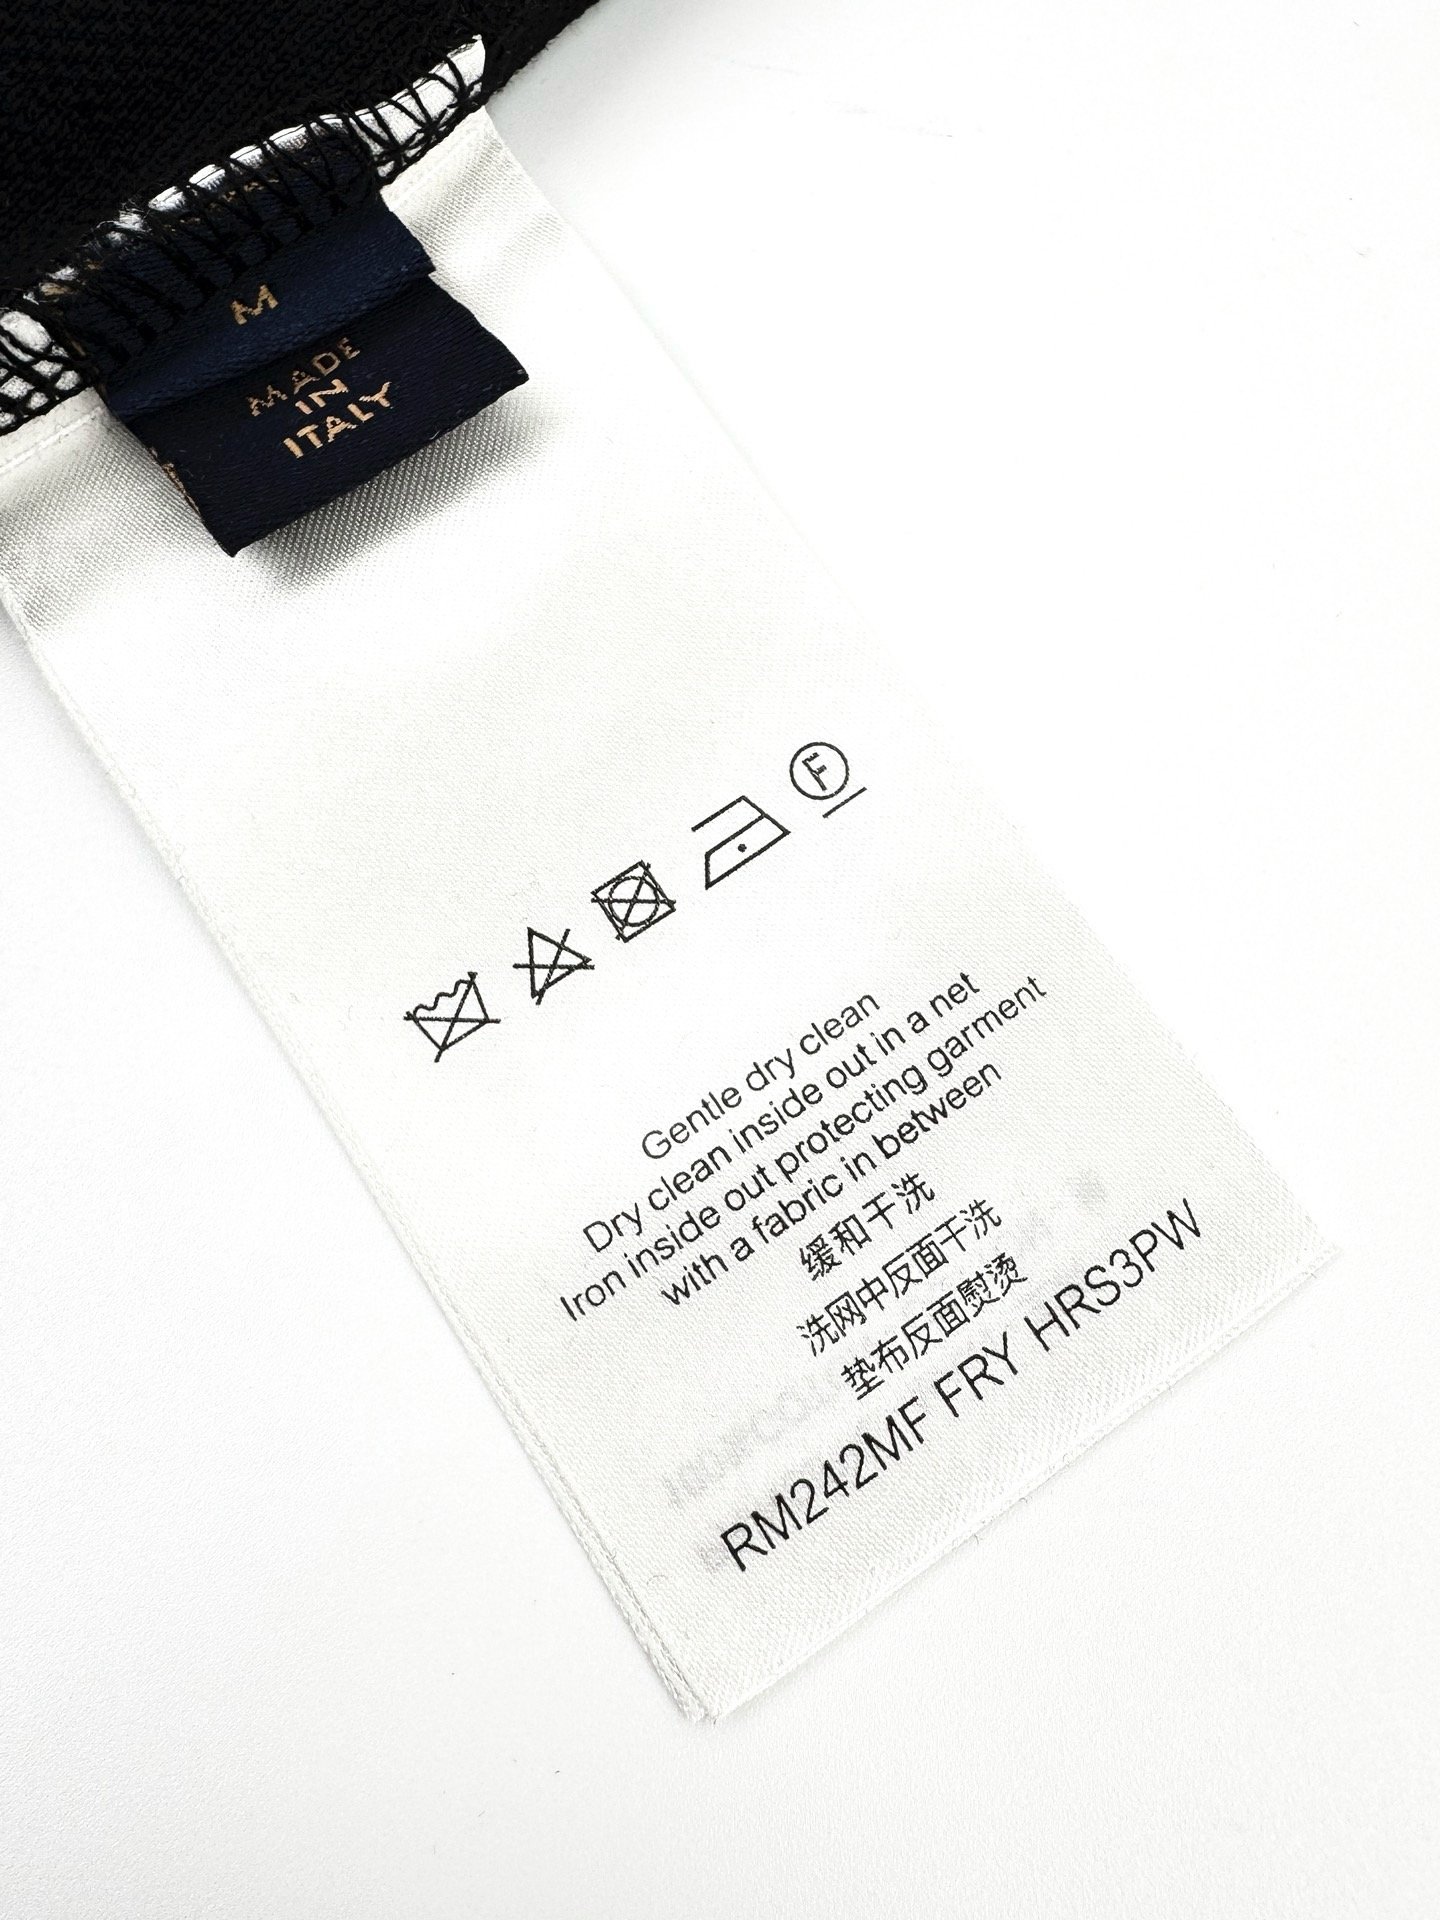 M
MADE
IN
ITALY
F
Gentle dry clean
Dry clean inside out in a net
Iron inside out protecting garment
with a fabric in between
缓和干洗
洗网中反面干洗
垫布反面熨烫
RM242MF FRY HRS3PW